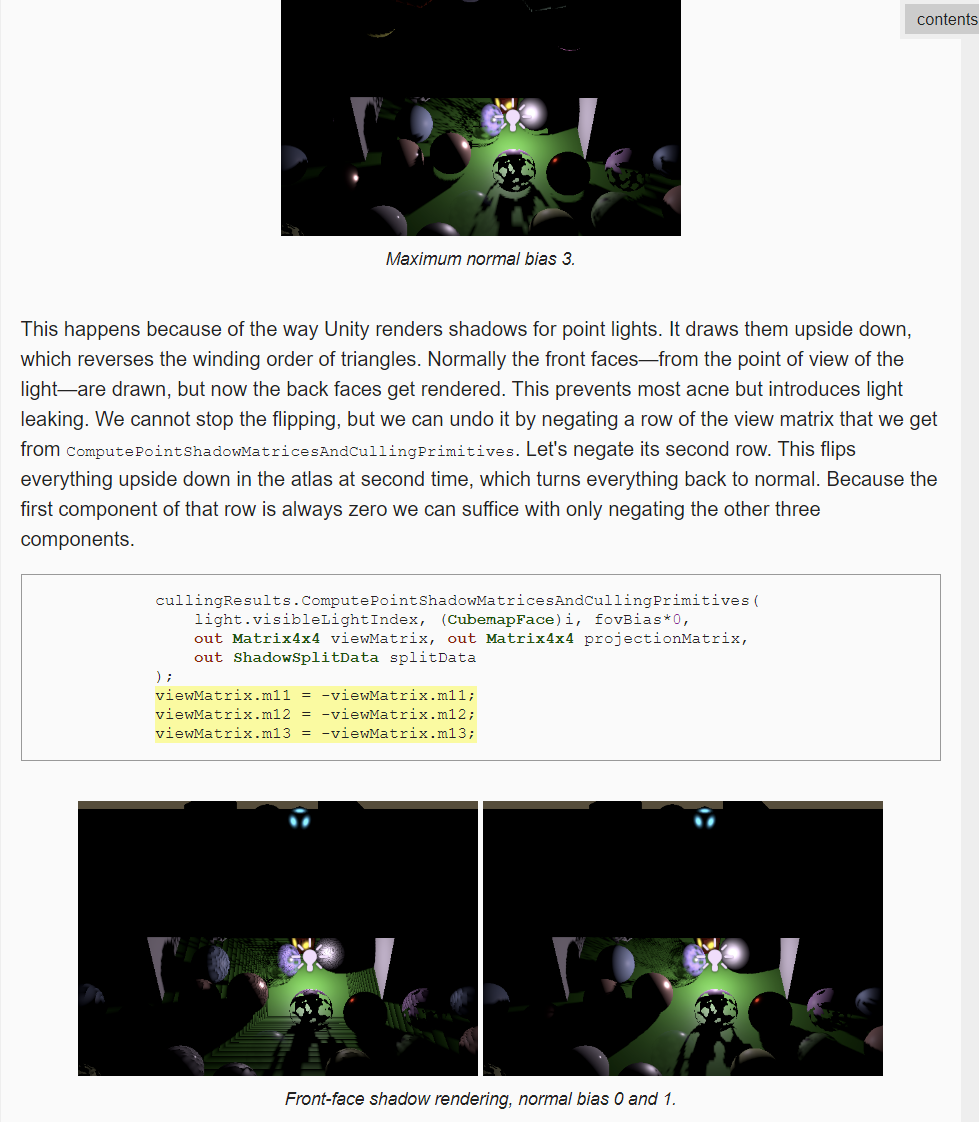 contents
Maximum normal bias 3.
This happens because of the way Unity renders shadows for point lights. It draws them upside down,
which reverses the winding order of triangles. Normally the front faces—from the point of view of the
light—are drawn, but now the back faces get rendered. This prevents most acne but introduces light
leaking. We cannot stop the flipping, but we can undo it by negating a row of the view matrix that we get
from ComputePointShadowMatricesAndCullingPrimitives. Let's negate its second row. This flips
everything upside down in the atlas at second time, which turns everything back to normal. Because the
first component of that row is always zero we can suffice with only negating the other three
components.
cullingResults.ComputePointShadowMatricesAndCullingPrimitives(
light.visibleLightIndex, (CubemapFace)i, fovBias*0,
out Matrix4x4 viewMatrix, out Matrix4x4 projectionMatrix,
out ShadowSplitData splitData
);
viewMatrix.m11 = -viewMatrix.m11;
viewMatrix.m12 = -viewMatrix.m12;
viewMatrix.m13 = -viewMatrix.m13;
Front-face shadow rendering, normal bias 0 and 1.